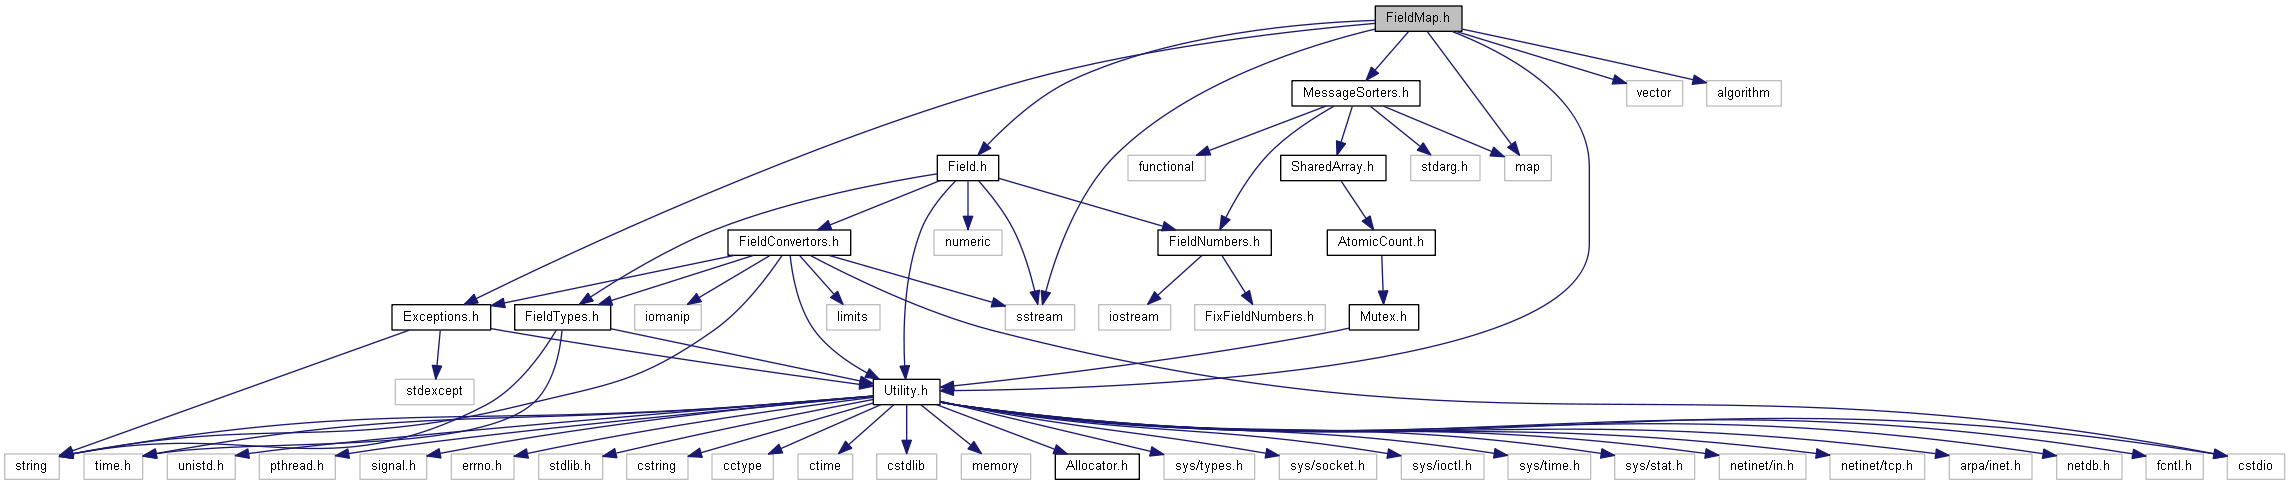 FieldMap.h
MessageSorters.h
vector
algorithm
Field.h
functional
SharedArray.h
stdarg.h
map
FieldConvertors.h
numeric
FieldNumbers.h
AtomicCount.h
Exceptions.h
FieldTypes.h
iomanip
limits
sstream
iostream
FixFieldNumbers.h
Mutex.h
stdexcept
Utility.h
string
time.h
unistd.h
pthread.h
signal.h
errno.h
stdlib.h
cstring
cctype
ctime
cstdlib
memory
Allocator.h
sys/types.h
sys/socket.h
sys/ioctl.h
sys/time.h
sys/stat.h
netinet/in.h
netinet/tcp.h
arpa/inet.h
netdb.h
fcntl.h
cstdio